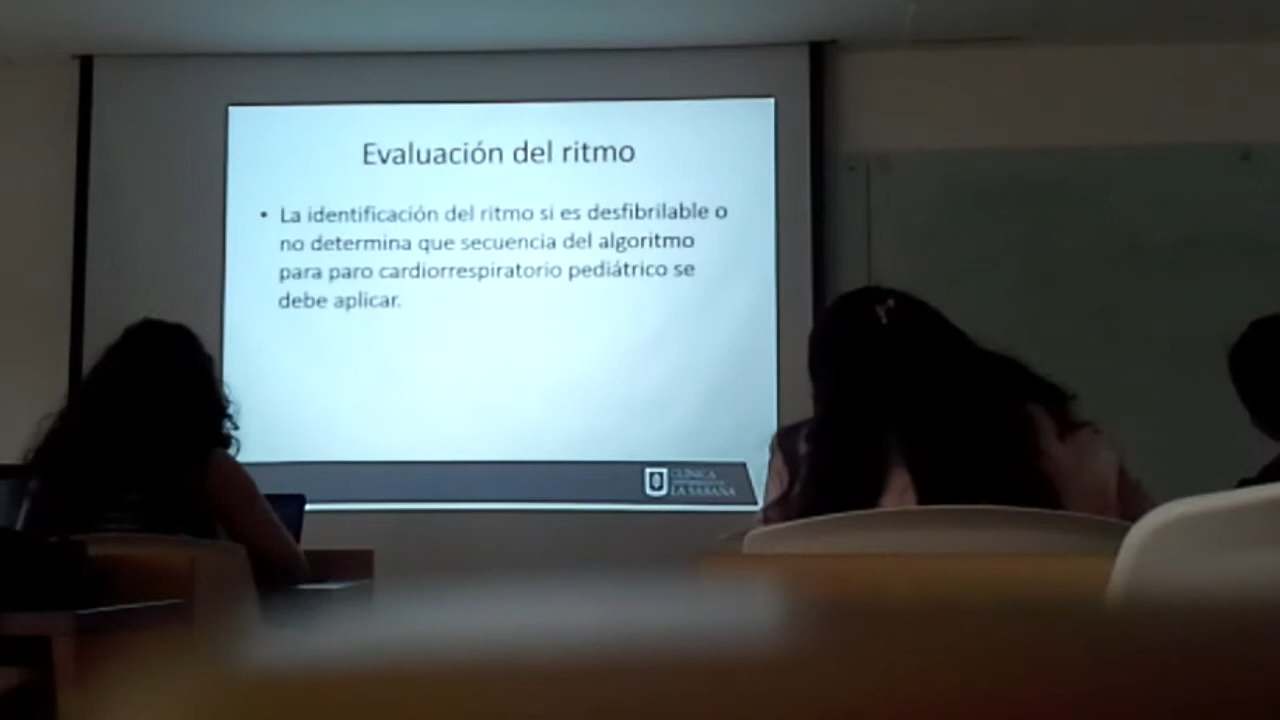 Evaluación del ritmo
• La identificación del ritmo si es desfibrilable o
no determina que secuencia del algoritmo
para paro cardiorrespiratorio pediátrico se
debe aplicar.
CLÍNICA
LA SABANA